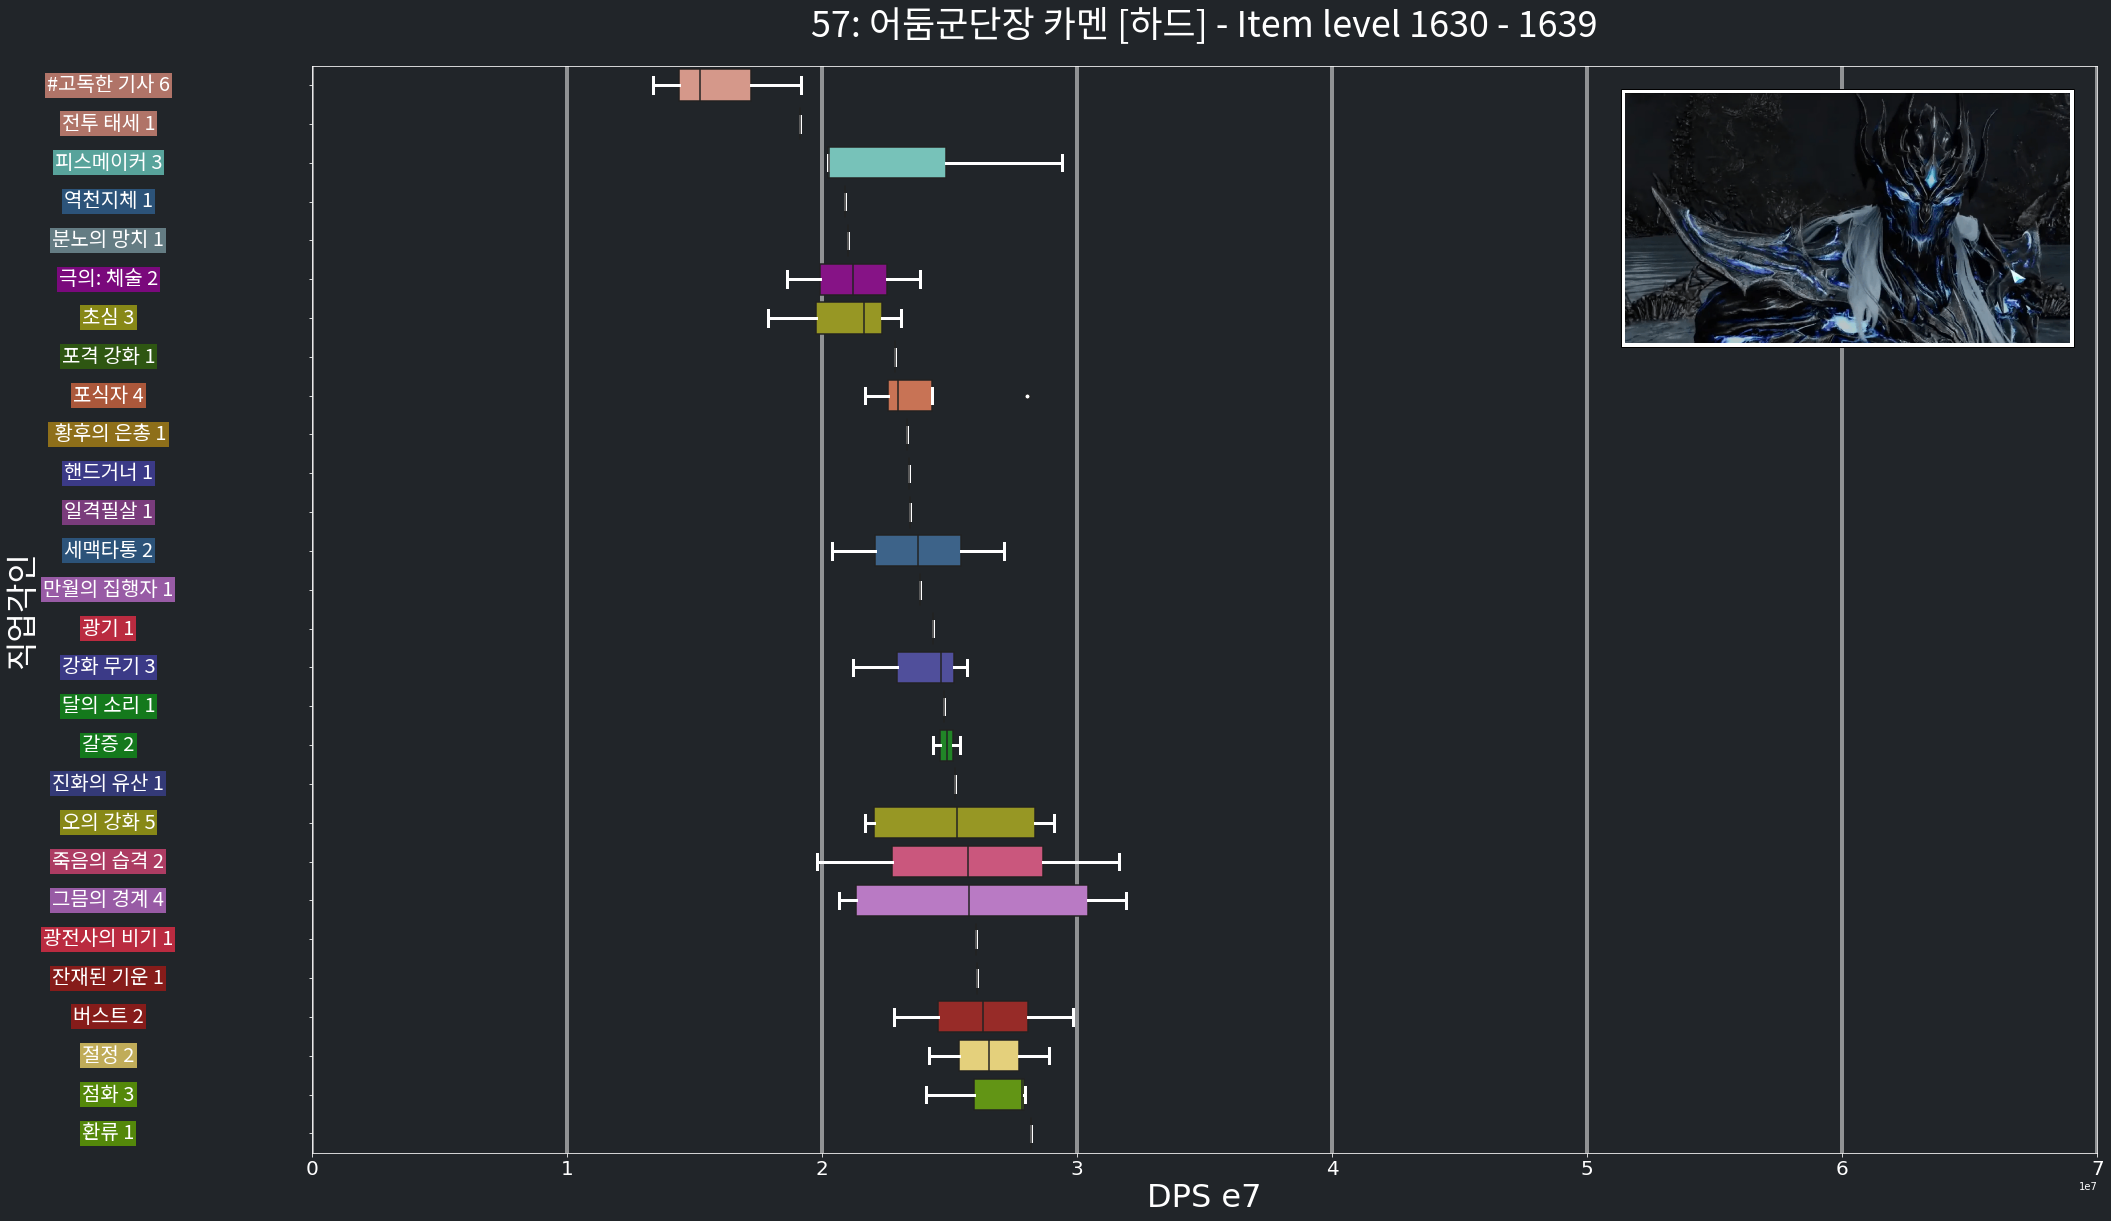 57: 어둠군단장 카멘 [하드] - Item level 1630 - 1639
직업각인
#고독한 기사 6
전투 태세 1
피스메이커 3
역천지체 1
분노의 망치 1
극의: 체술 2
초심 3
포격 강화 1
포식자 4
황후의 은총 1
핸드거너 1
일격필살 1
세맥타통 2
만월의 집행자 1
광기 1
강화 무기 3
달의 소리 1
갈증 2
진화의 유산 1
오의 강화 5
죽음의 습격 2
그믐의 경계 4
광전사의 비기 1
잔재된 기운 1
버스트 2
절정 2
점화 3
환류 1
0 1 2 3 4 5 6 7
1e7
DPS e7